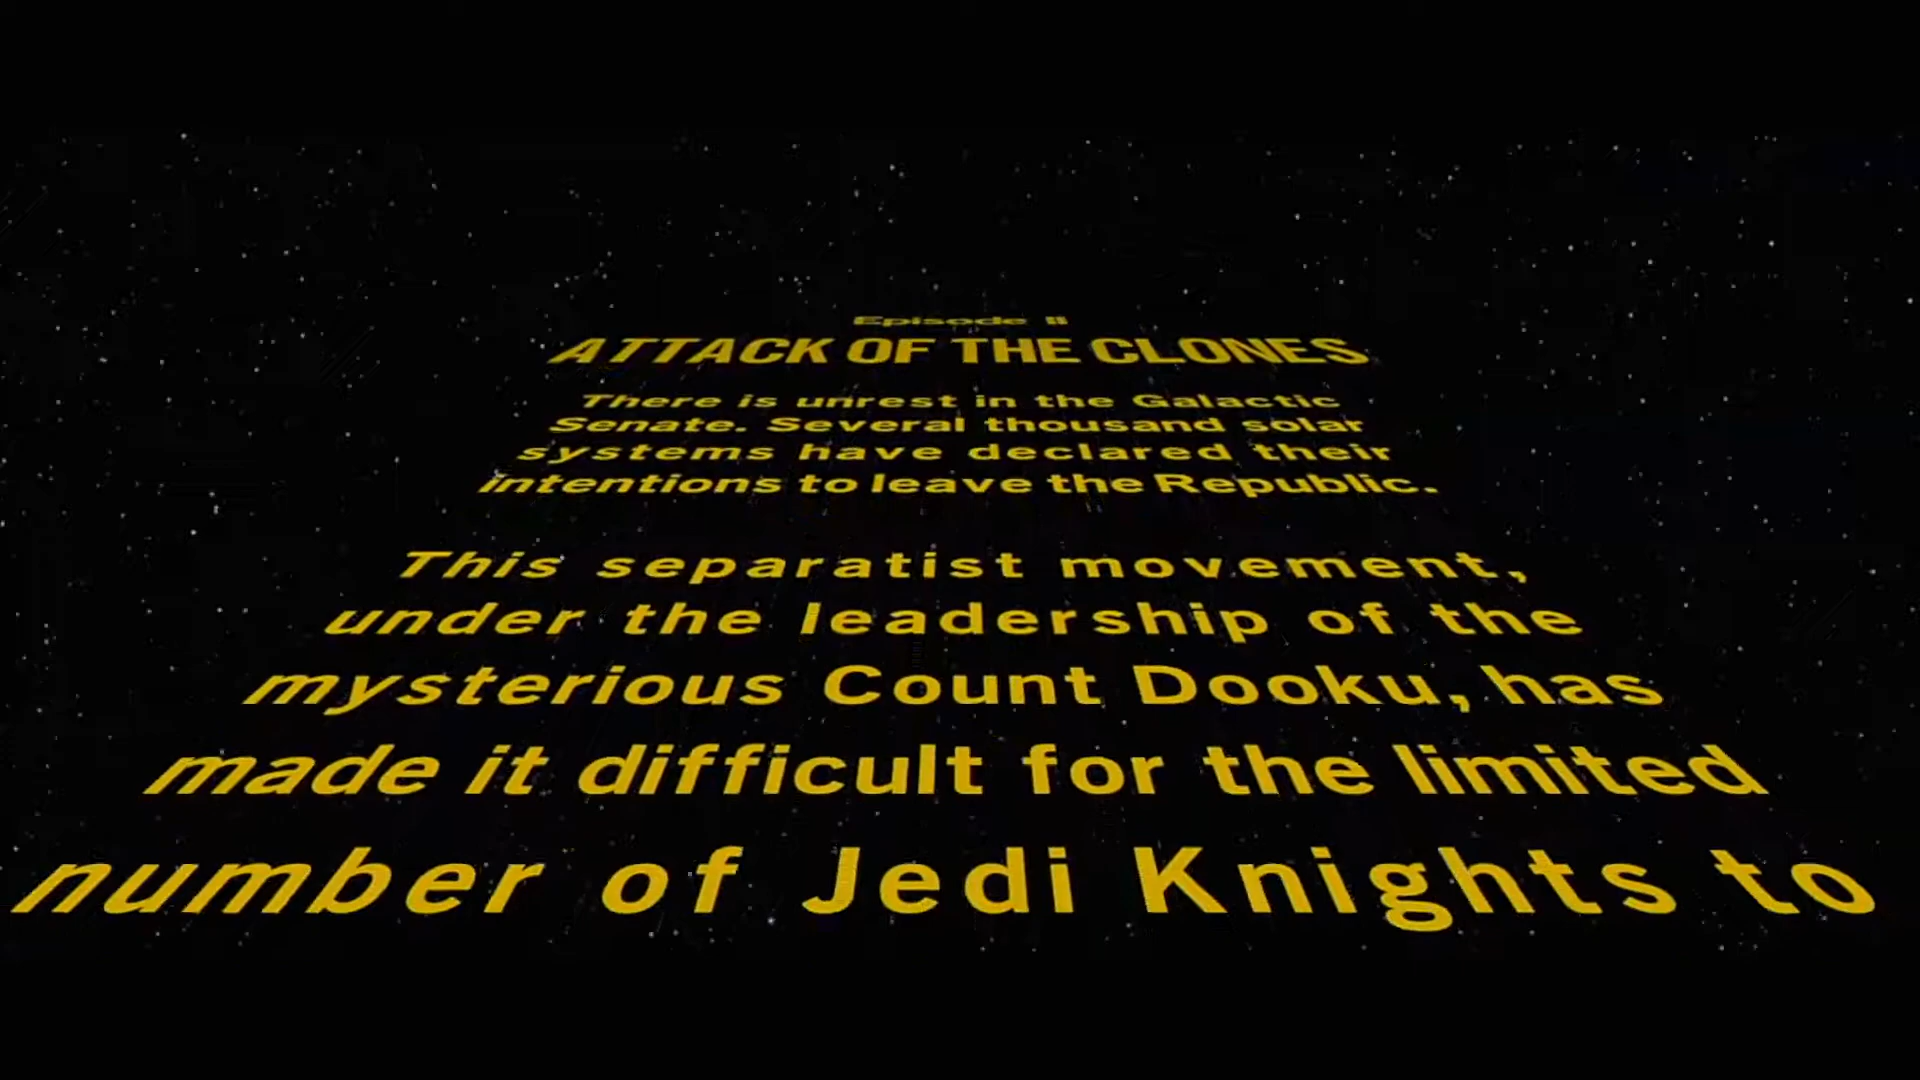 Episode II
ATTACK OF THE CLONES
There is unrest in the Galactic
Senate. Several thousand solar
systems have declared their
intentions to leave the Republic.
This separatist movement,
under the leadership of the
mysterious Count Dooku, has
made it difficult for the limited
number of Jedi Knights to